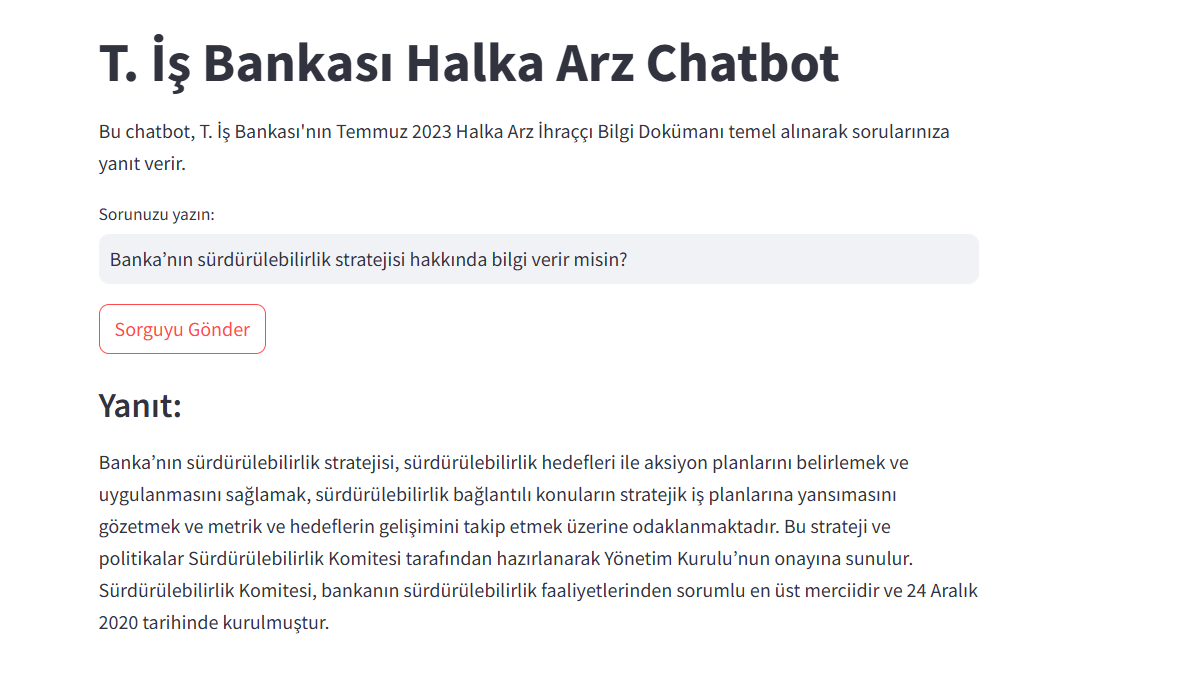 T. İş Bankası Halka Arz Chatbot
Bu chatbot, T. İş Bankası'nın Temmuz 2023 Halka Arz İhraççı Bilgi Dokümanı temel alınarak sorularınıza
yanıt verir.
Sorunuzu yazın:
Banka’nın sürdürülebilirlik stratejisi hakkında bilgi verir misin?
Sorguyu Gönder
Yanıt:
Banka’nın sürdürülebilirlik stratejisi, sürdürülebilirlik hedefleri ile aksiyon planlarını belirlemek ve
uygulanmasını sağlamak, sürdürülebilirlik bağlantılı konuların stratejik iş planlarına yansımasını
gözetmek ve metrik ve hedeflerin gelişimini takip etmek üzerine odaklanmaktadır. Bu strateji ve
politikalar Sürdürülebilirlik Komitesi tarafından hazırlanarak Yönetim Kurulu’nun onayına sunulur.
Sürdürülebilirlik Komitesi, bankanın sürdürülebilirlik faaliyetlerinden sorumlu en üst merciidir ve 24 Aralık
2020 tarihinde kurulmuştur.